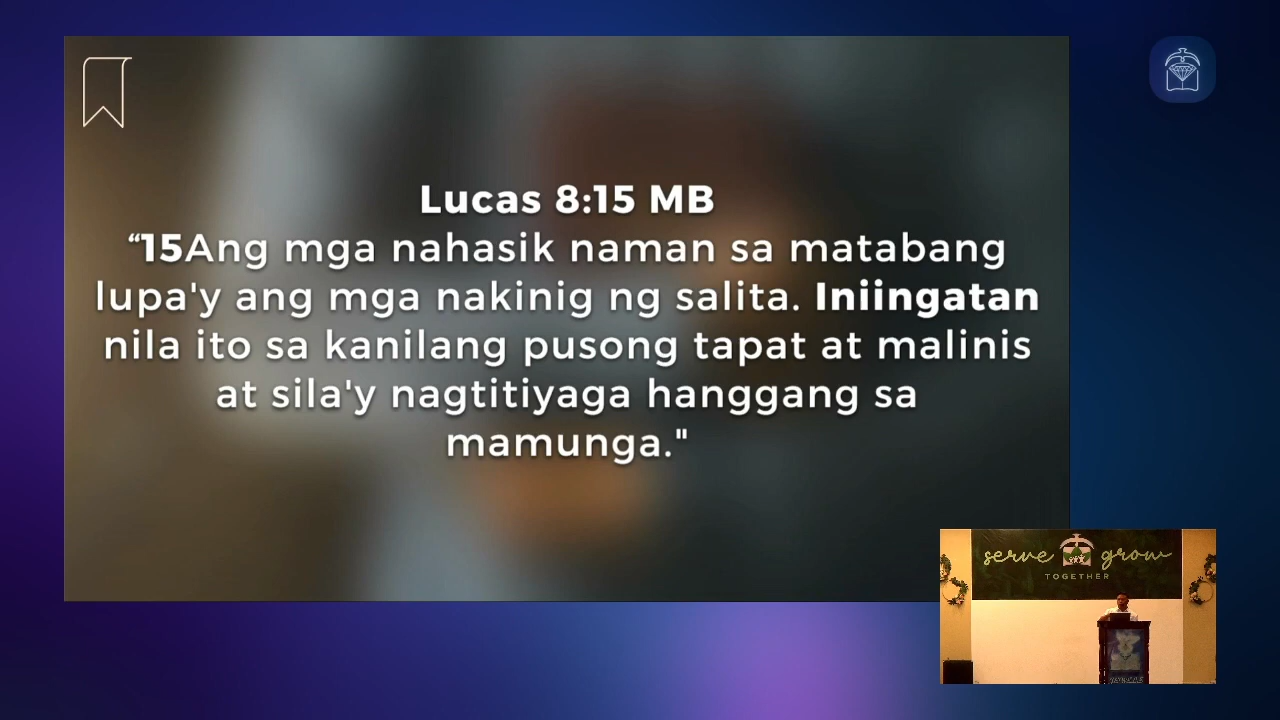 Lucas 8:15 MB
“15Ang mga nahasik naman sa matabang
lupa'y ang mga nakinig ng salita. Iniingatan
nila ito sa kanilang pusong tapat at malinis
at sila'y nagtitiyaga hanggang sa
mamunga."
serve grow
TOGETHER